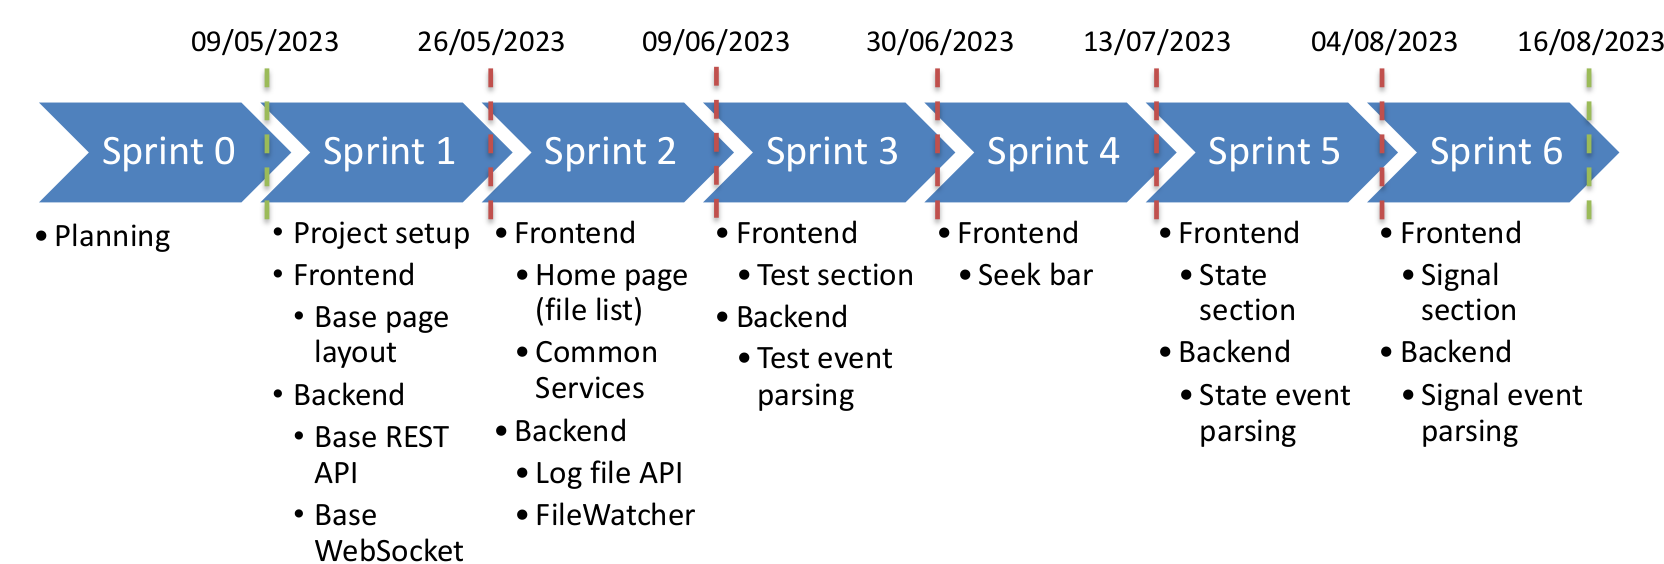 09/05/2023
26/05/2023
09/06/2023
30/06/2023
13/07/2023
04/08/2023
16/08/2023
Sprint 0
Sprint 1
Sprint 2
Sprint 3
Sprint 4
Sprint 5
Sprint 6
• Planning
• Project setup
• Frontend
• Base page
layout
• Backend
• Base REST
API
• Base
WebSocket
• Frontend
• Home page
(file list)
• Common
Services
• Backend
• Log file API
• FileWatcher
• Frontend
• Test section
• Backend
• Test event
parsing
• Frontend
• Seek bar
• Frontend
• State
section
• Backend
• State event
parsing
• Frontend
• Signal
section
• Backend
• Signal event
parsing